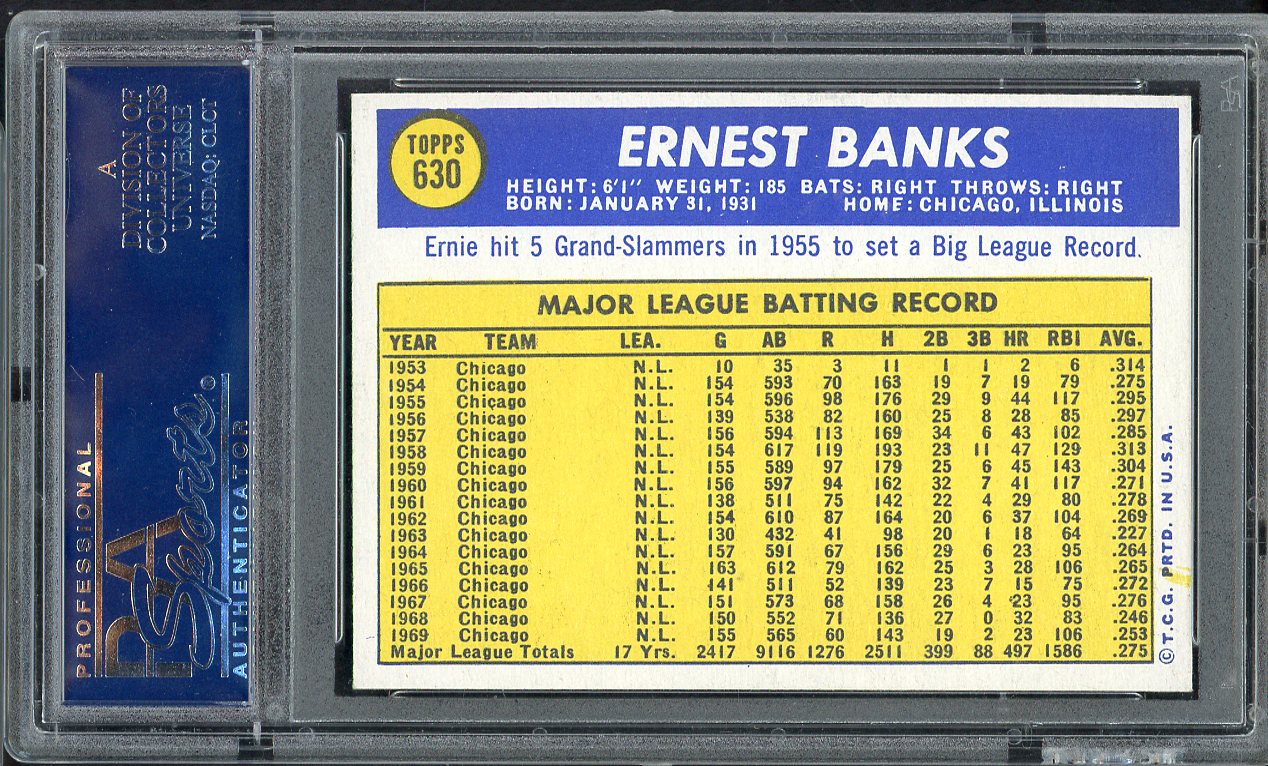 A
DIVISION OF
COLLECTORS
UNIVERSE
NASDAQ: CLCT
PROFESSIONAL
PSA
Sports
AUTHENTICATOR
TOPPS
630
ERNEST BANKS
HEIGHT: 6'1" WEIGHT: 185 BATS: RIGHT THROWS: RIGHT
BORN: JANUARY 31, 1931 HOME: CHICAGO, ILLINOIS
Ernie hit 5 Grand-Slammers in 1955 to set a Big League Record.
MAJOR LEAGUE BATTING RECORD
YEAR TEAM LEA. G AB R H 2B 3B HR RBI AVG.
1953 Chicago N.L. 10 35 3 11 1 1 2 6 .314
1954 Chicago N.L. 154 593 70 163 19 7 19 79 .275
1955 Chicago N.L. 154 596 98 176 29 9 44 117 .295
1956 Chicago N.L. 139 538 82 160 25 8 28 85 .297
1957 Chicago N.L. 156 594 113 169 34 6 43 102 .285
1958 Chicago N.L. 154 617 119 193 23 11 47 129 .313
1959 Chicago N.L. 155 589 97 179 25 6 45 143 .304
1960 Chicago N.L. 156 597 94 162 32 7 41 117 .271
1961 Chicago N.L. 138 511 75 142 22 4 29 80 .278
1962 Chicago N.L. 154 610 87 164 20 6 37 104 .269
1963 Chicago N.L. 130 432 41 98 20 1 18 64 .227
1964 Chicago N.L. 157 591 67 156 29 6 23 95 .264
1965 Chicago N.L. 163 612 79 162 25 3 28 106 .265
1966 Chicago N.L. 141 511 52 139 23 7 15 75 .272
1967 Chicago N.L. 151 573 68 158 26 4 23 95 .276
1968 Chicago N.L. 150 552 71 136 27 0 32 83 .246
1969 Chicago N.L. 155 565 60 143 19 2 23 106 .253
Major League Totals 17 Yrs. 2417 9116 1276 2511 399 88 497 1586 .275
©T.C.G. PRTD. IN U.S.A.